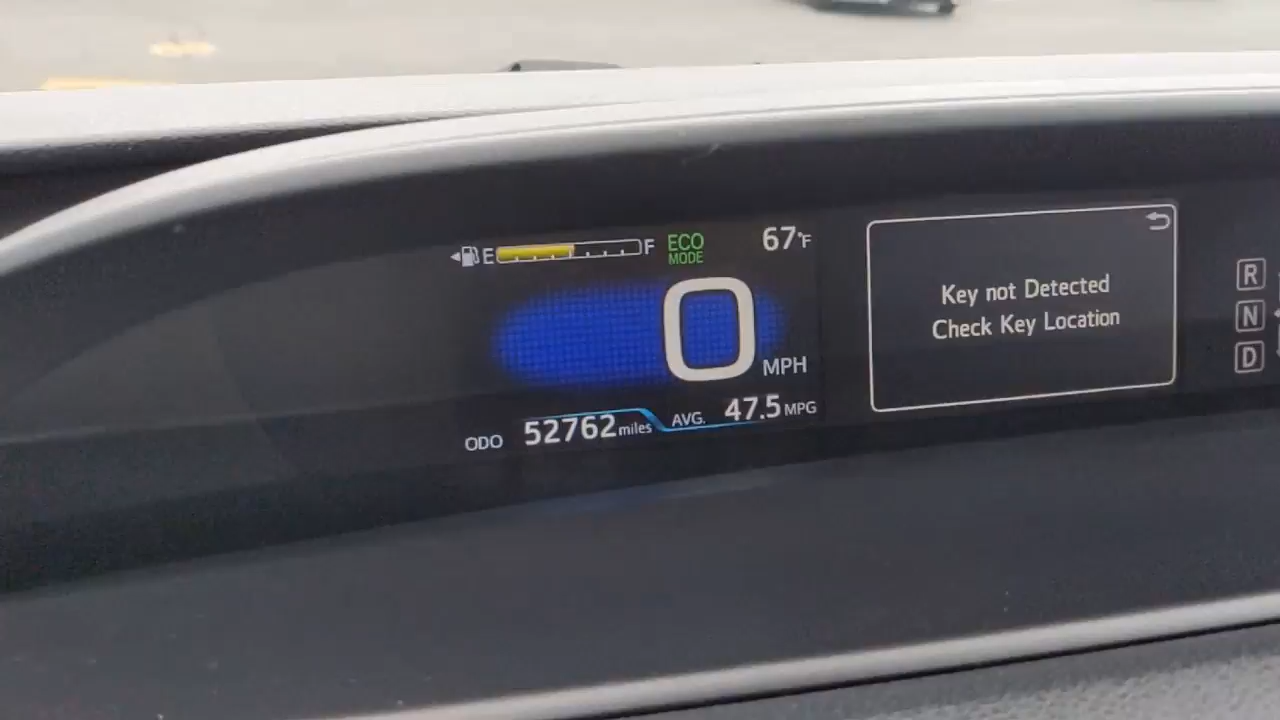 E F ECO
MODE
67°F
0 MPH
ODO 52762 miles AVG. 47.5 MPG
Key not Detected
Check Key Location
R
N
D